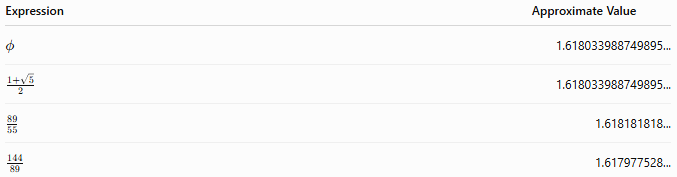 Expression Approximate Value
ϕ 1.618033988749895...
(1+√5)/2 1.618033988749895...
89/55 1.618181818...
144/89 1.617977528...